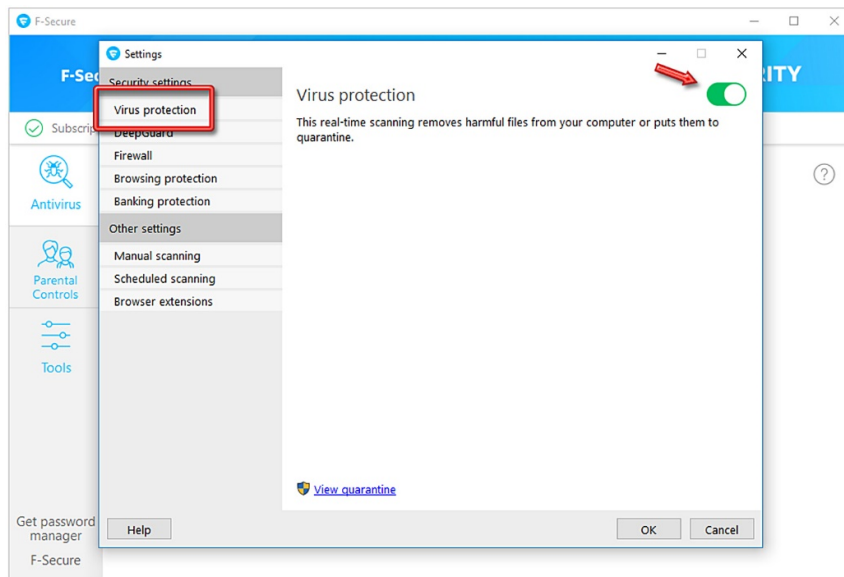 F-Secure
F-Sec
ITY
Subscrip
Antivirus
Parental
Controls
Tools
Get password
manager
F-Secure
Settings
Security settings
Virus protection
DeepGuard
Firewall
Browsing protection
Banking protection
Other settings
Manual scanning
Scheduled scanning
Browser extensions
Virus protection
This real-time scanning removes harmful files from your computer or puts them to
quarantine.
View quarantine
Help
OK
Cancel
?